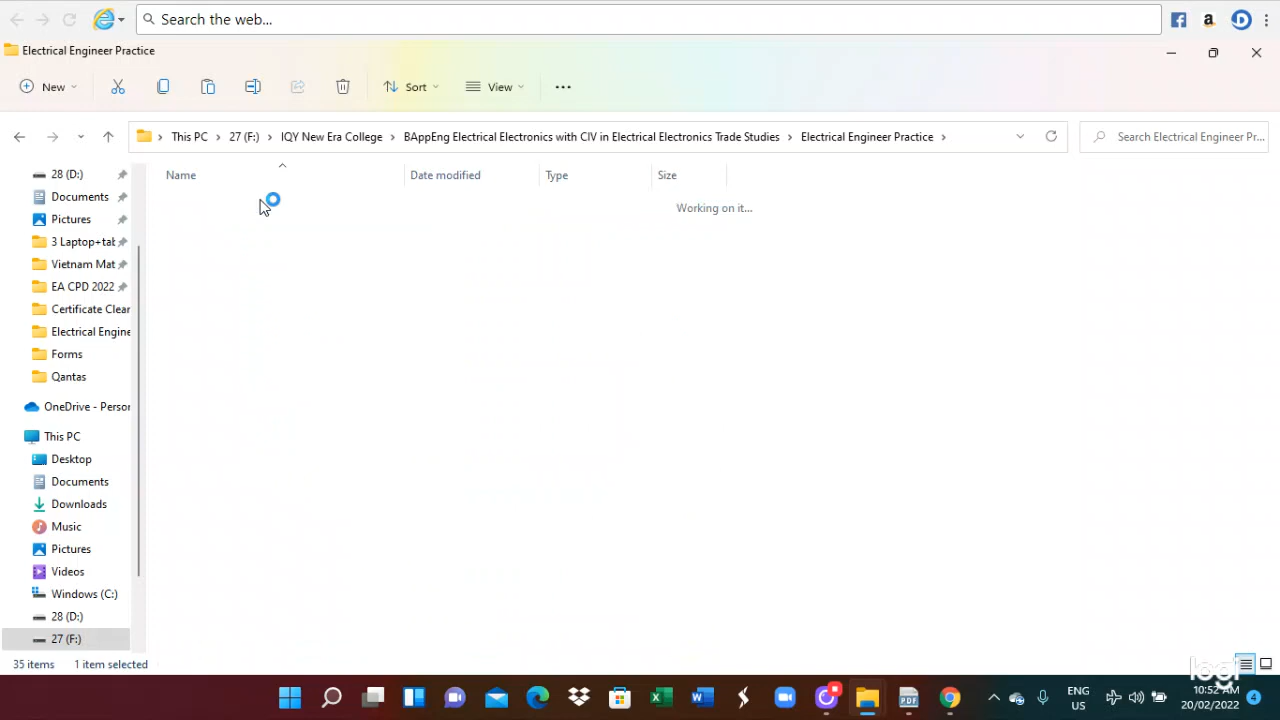 Search the web...
Electrical Engineer Practice
New
Sort
View
This PC > 27 (F:) > IQY New Era College > BAppEng Electrical Electronics with CIV in Electrical Electronics Trade Studies > Electrical Engineer Practice >
Search Electrical Engineer Pr...
Name Date modified Type Size
Working on it...
28 (D:)
Documents
Pictures
3 Laptop+tab
Vietnam Mat
EA CPD 2022
Certificate Clear
Electrical Engine
Forms
Qantas
OneDrive - Person
This PC
Desktop
Documents
Downloads
Music
Pictures
Videos
Windows (C:)
28 (D:)
27 (F:)
35 items 1 item selected
logi
ENG
US
10:52 AM
20/02/2022
4